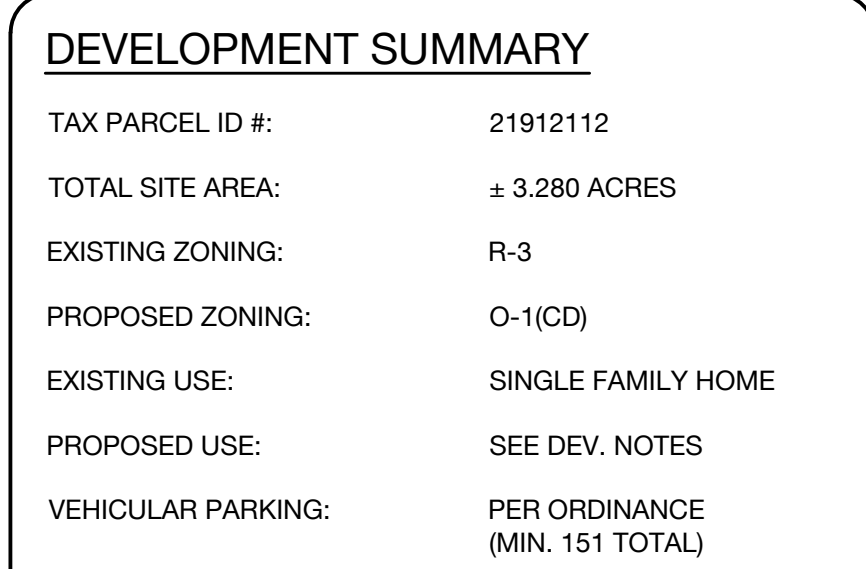 DEVELOPMENT SUMMARY
TAX PARCEL ID #: 21912112
TOTAL SITE AREA: ± 3.280 ACRES
EXISTING ZONING: R-3
PROPOSED ZONING: O-1(CD)
EXISTING USE: SINGLE FAMILY HOME
PROPOSED USE: SEE DEV. NOTES
VEHICULAR PARKING: PER ORDINANCE
(MIN. 151 TOTAL)